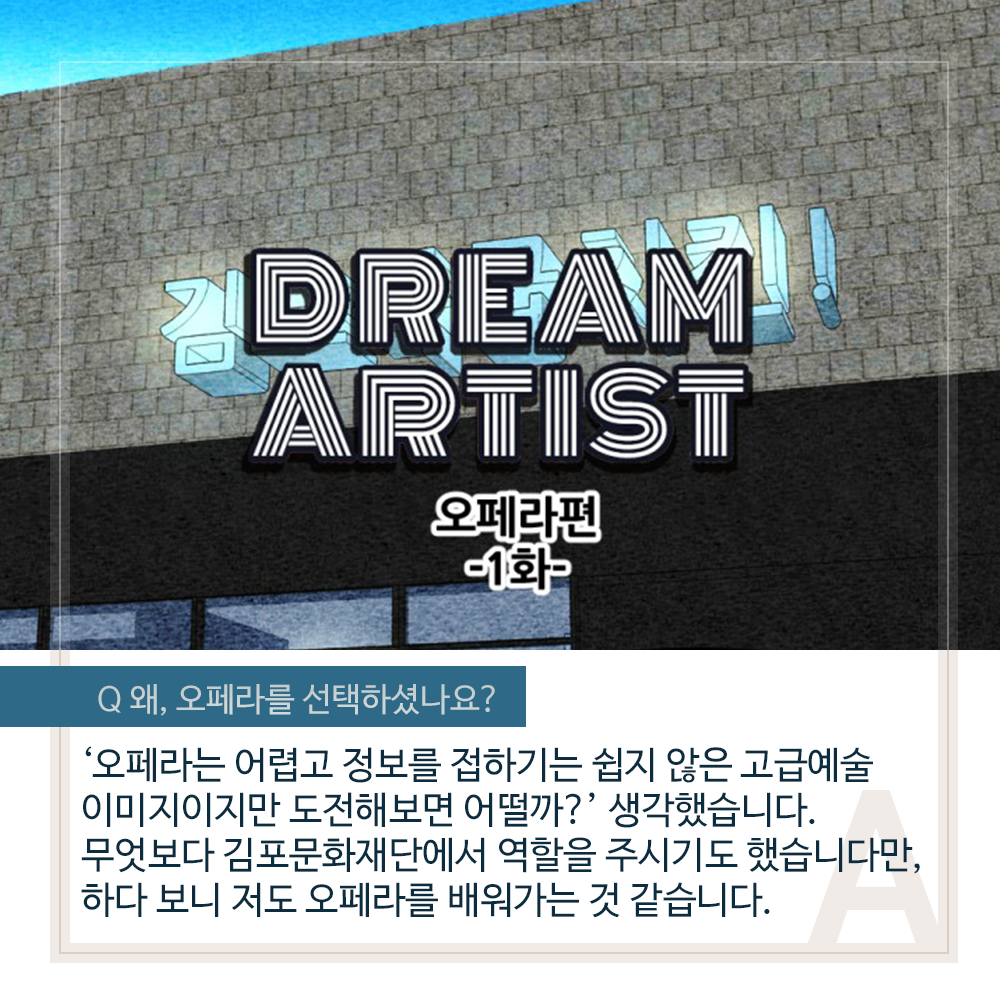 김
DREAM
ARTIST
오페라편
-1화-
Q 왜, 오페라를 선택하셨나요?
‘오페라는 어렵고 정보를 접하기는 쉽지 않은 고급예술
이미지이지만 도전해보면 어떨까?’ 생각했습니다.
무엇보다 김포문화재단에서 역할을 주시기도 했습니다만,
하다 보니 저도 오페라를 배워가는 것 같습니다.
A